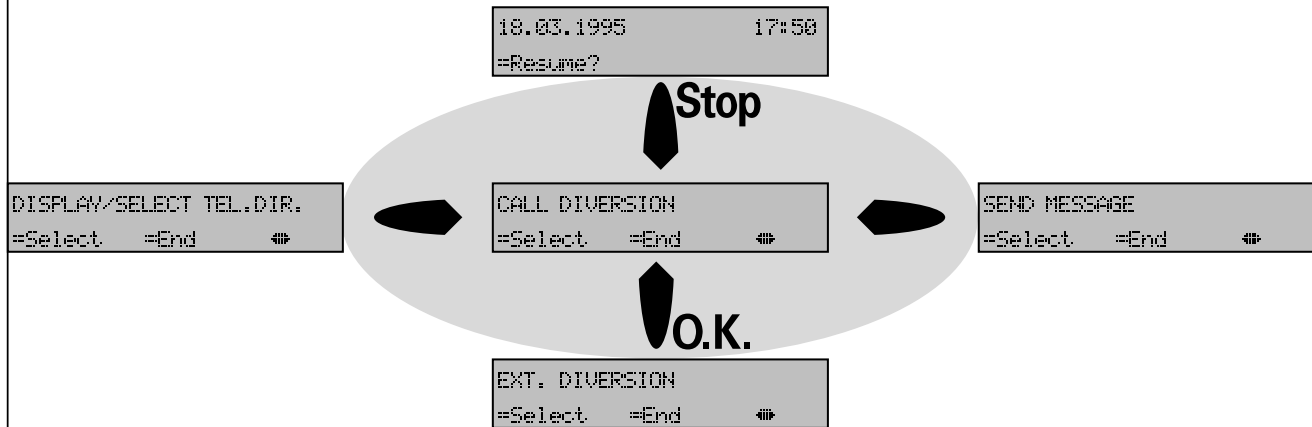 18.03.1995 17:50
=Resume?
Stop
DISPLAY/SELECT TEL.DIR.
=Select =End
CALL DIVERSION
=Select =End
SEND MESSAGE
=Select =End
O.K.
EXT. DIVERSION
=Select =End